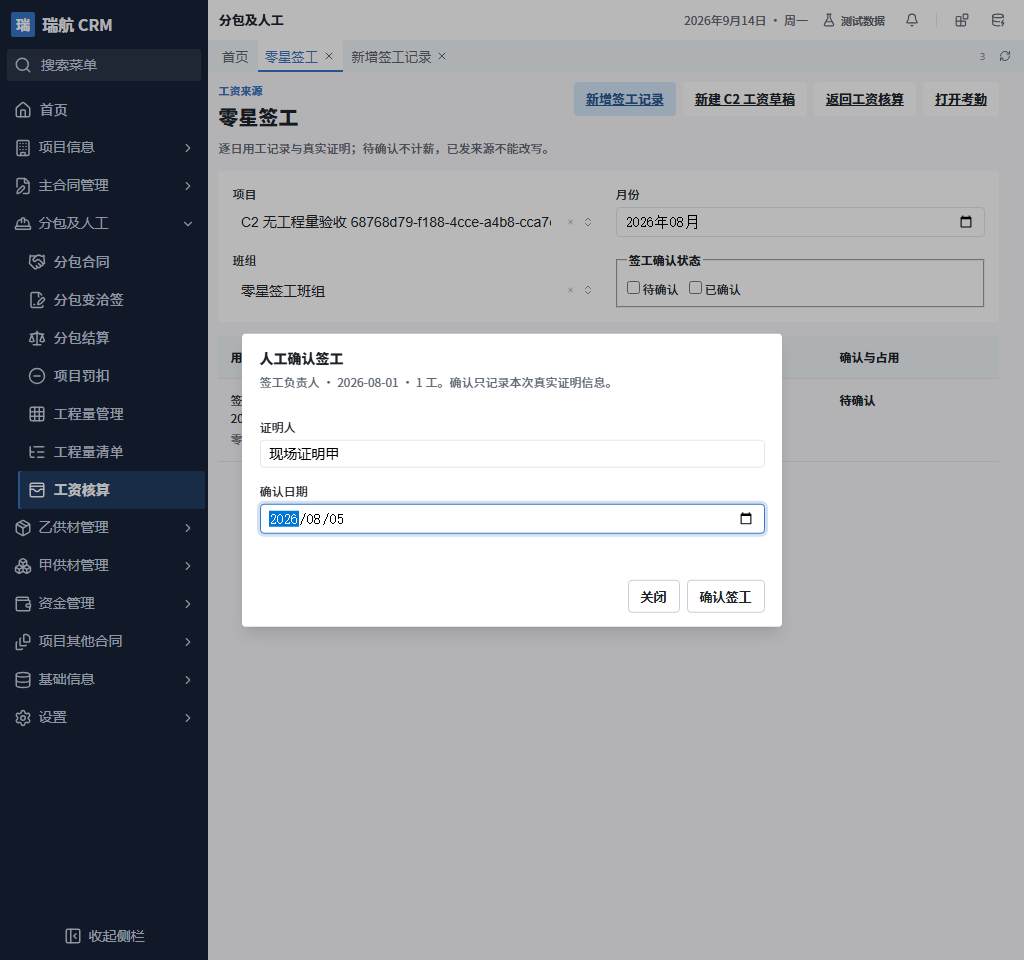 瑞 瑞航 CRM
搜索菜单
首页
项目信息
主合同管理
分包及人工
分包合同
分包变洽签
分包结算
项目罚扣
工程量管理
工程量清单
工资核算
乙供材管理
甲供材管理
资金管理
项目其他合同
基础信息
设置
收起侧栏
分包及人工
2026年9月14日 · 周一 测试数据
首页 零星签工 × 新增签工记录 × 3
工资来源
零星签工
新增签工记录 新建 C2 工资草稿 返回工资核算 打开考勤
逐日用工记录与真实证明；待确认不计薪，已发来源不能改写。
项目
C2 无工程量验收 68768d79-f188-4cce-a4b8-cca7
月份
2026年08月
班组
零星签工班组
签工确认状态
待确认 已确认
用
确认与占用
签
20
零
待确认
人工确认签工
签工负责人 · 2026-08-01 · 1 工。确认只记录本次真实证明信息。
证明人
现场证明甲
确认日期
2026/08/05
关闭 确认签工